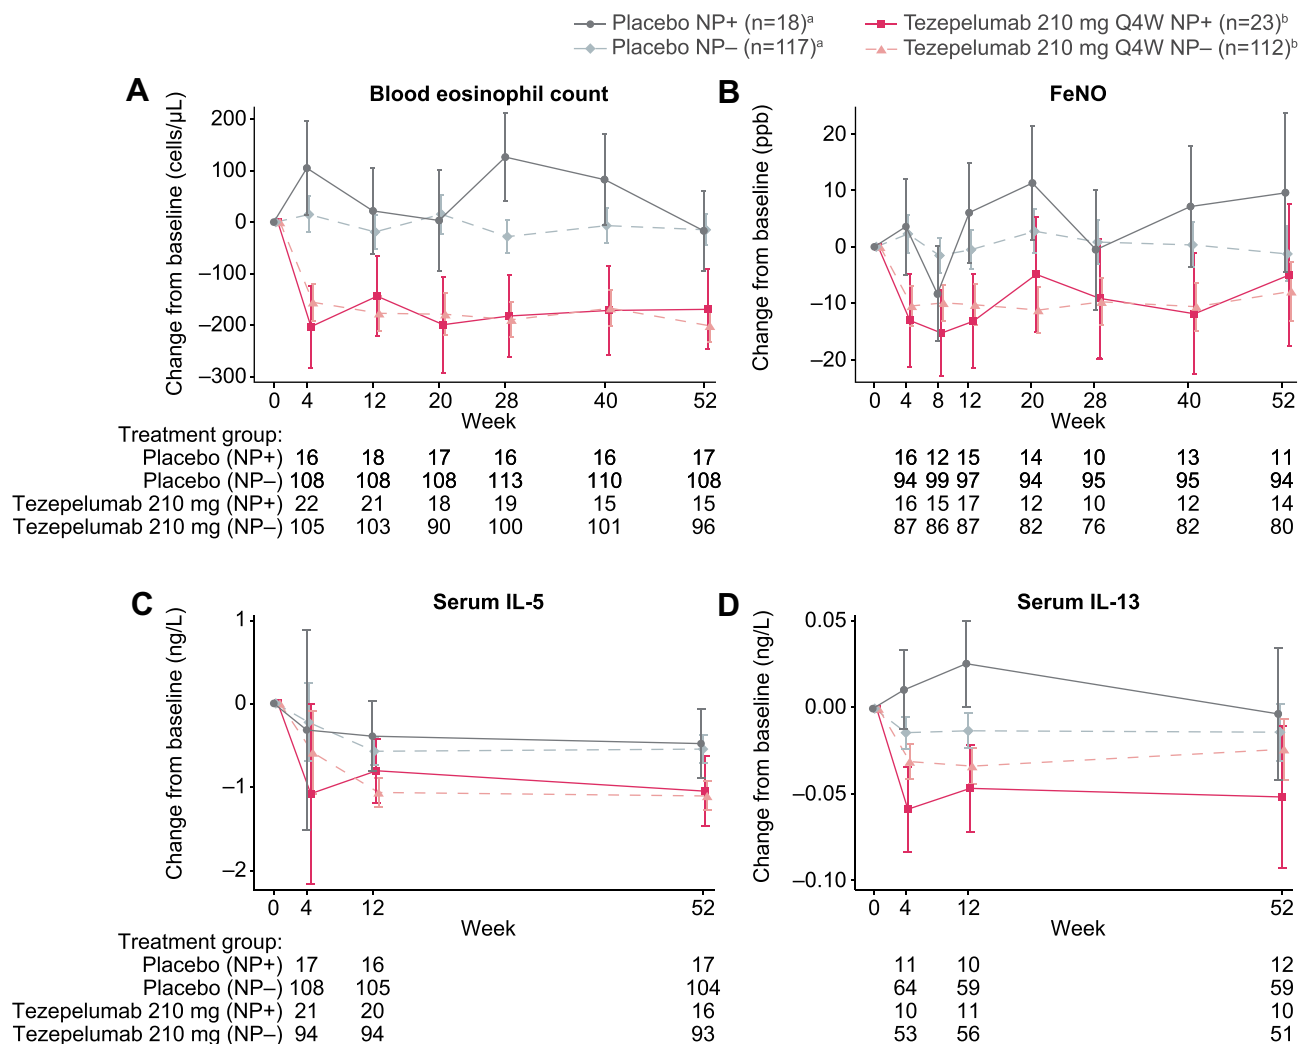 Placebo NP+ (n=18)a
Tezepelumab 210 mg Q4W NP+ (n=23)b
Placebo NP– (n=117)a
Tezepelumab 210 mg Q4W NP– (n=112)b
A
Blood eosinophil count
Change from baseline (cells/µL)
200
100
0
–100
–200
–300
0 4 12 20 28 40 52
Week
Treatment group:
Placebo (NP+) 16 18 17 16 16 17
Placebo (NP–) 108 108 108 113 110 108
Tezepelumab 210 mg (NP+) 22 21 18 19 15 15
Tezepelumab 210 mg (NP–) 105 103 90 100 101 96
B
FeNO
Change from baseline (ppb)
20
10
0
–10
–20
0 4 8 12 20 28 40 52
Week
16 12 15 14 10 13 11
94 99 97 94 95 95 94
16 15 17 12 10 12 14
87 86 87 82 76 82 80
C
Serum IL-5
Change from baseline (ng/L)
1
0
–1
–2
0 4 12 52
Week
Treatment group:
Placebo (NP+) 17 16 17
Placebo (NP–) 108 105 104
Tezepelumab 210 mg (NP+) 21 20 16
Tezepelumab 210 mg (NP–) 94 94 93
D
Serum IL-13
Change from baseline (ng/L)
0.05
0.00
–0.05
–0.10
0 4 12 52
Week
11 10 12
64 59 59
10 11 10
53 56 51